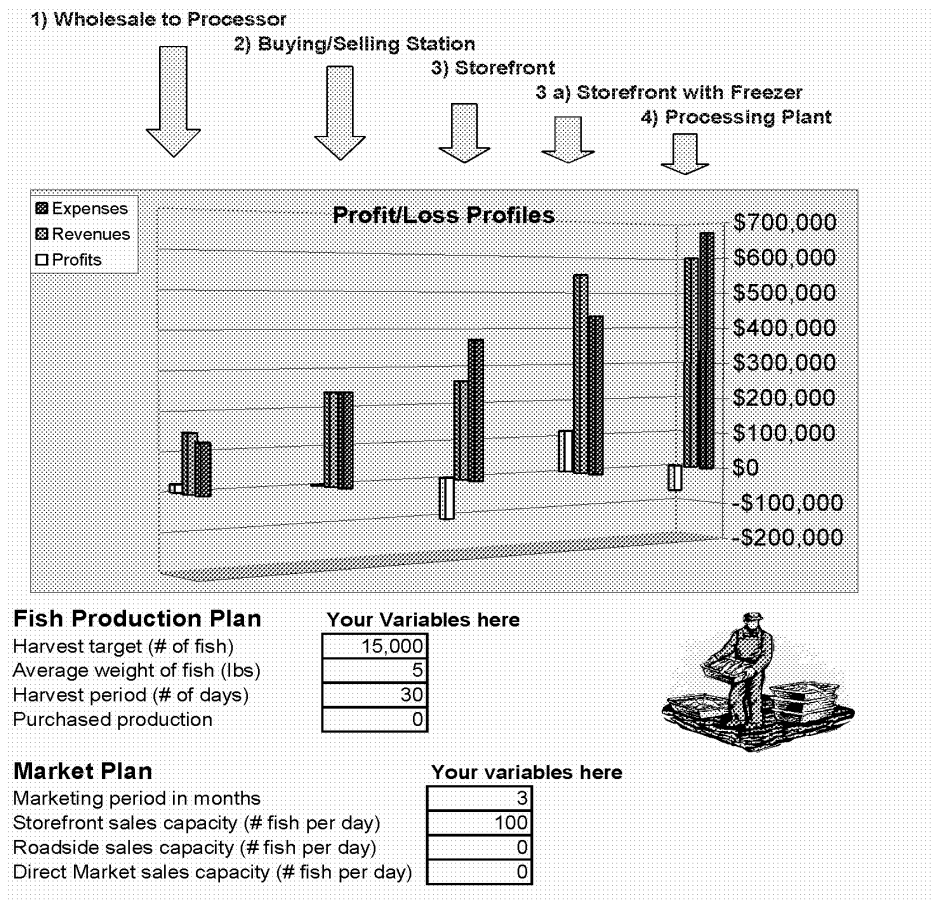 1) Wholesale to Processor
2) Buying/Selling Station
3) Storefront
3 a) Storefront with Freezer
4) Processing Plant
Profit/Loss Profiles
Expenses
Revenues
Profits
$700,000
$600,000
$500,000
$400,000
$300,000
$200,000
$100,000
$0
-$100,000
-$200,000
Fish Production Plan Your Variables here
Harvest target (# of fish) 15,000
Average weight of fish (lbs) 5
Harvest period (# of days) 30
Purchased production 0
Market Plan Your variables here
Marketing period in months 3
Storefront sales capacity (# fish per day) 100
Roadside sales capacity (# fish per day) 0
Direct Market sales capacity (# fish per day) 0